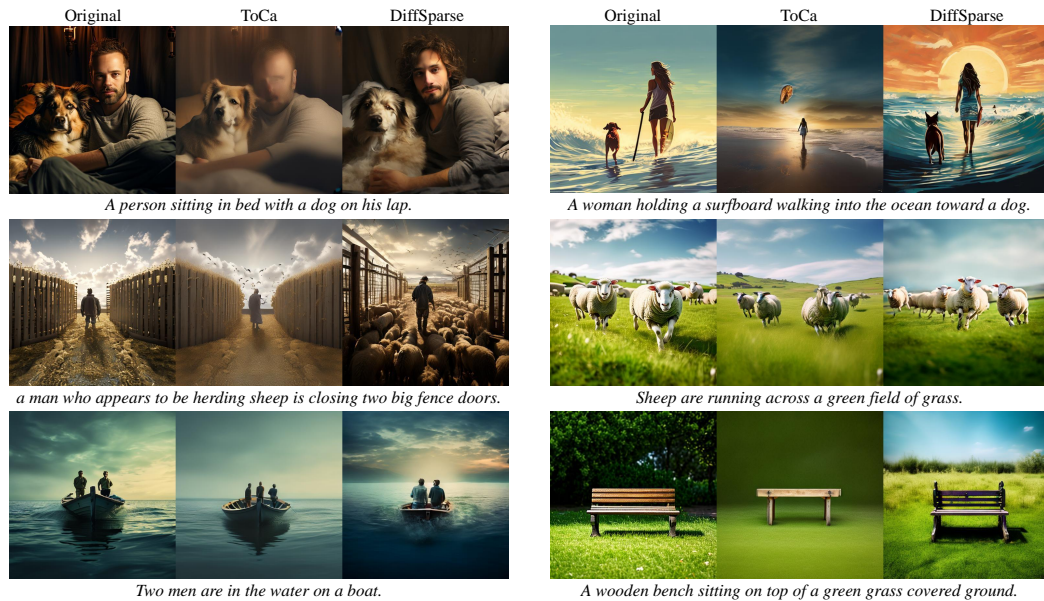 Original ToCa DiffSparse
A person sitting in bed with a dog on his lap.
a man who appears to be herding sheep is closing two big fence doors.
Two men are in the water on a boat.
Original ToCa DiffSparse
A woman holding a surfboard walking into the ocean toward a dog.
Sheep are running across a green field of grass.
A wooden bench sitting on top of a green grass covered ground.